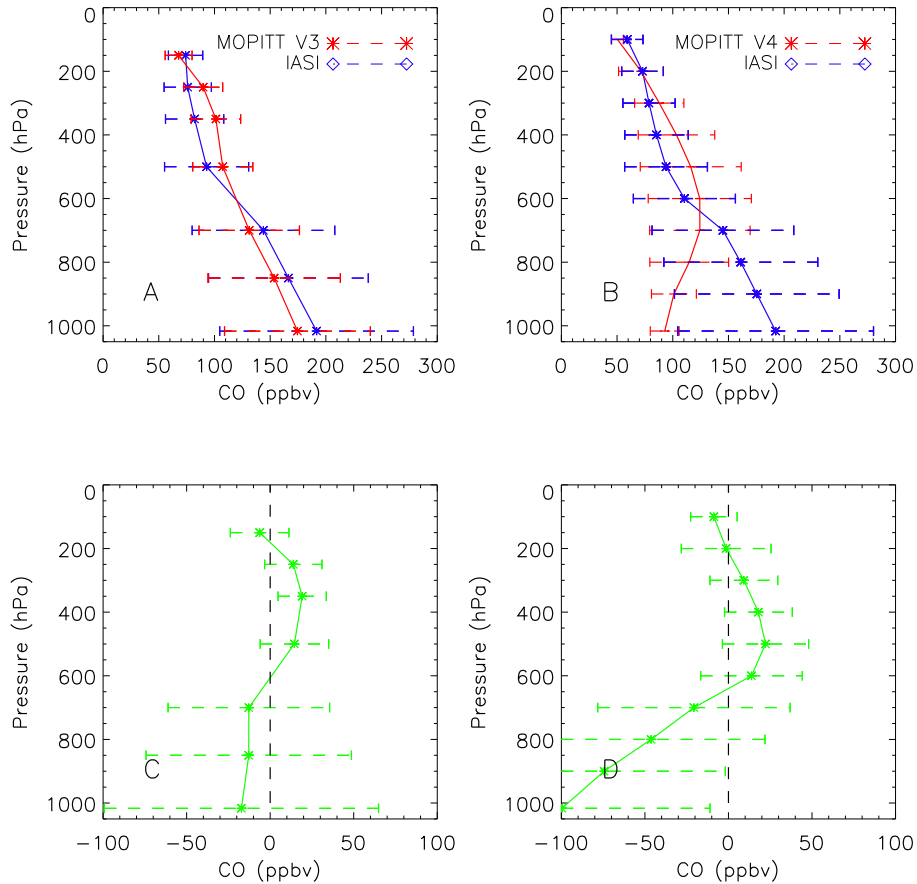 0
200
400
600
800
1000
Pressure (hPa)
MOPITT V3
IASI
A
0 50 100 150 200 250 300
CO (ppbv)
0
200
400
600
800
1000
Pressure (hPa)
MOPITT V4
IASI
B
0 50 100 150 200 250 300
CO (ppbv)
0
200
400
600
800
1000
Pressure (hPa)
C
−100 −50 0 50 100
CO (ppbv)
0
200
400
600
800
1000
Pressure (hPa)
D
−100 −50 0 50 100
CO (ppbv)